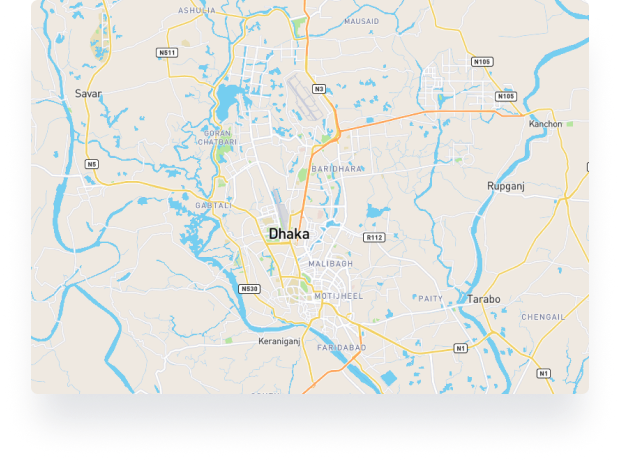 ASHULIA
MAUSAID
N511
N105
N3
Savar
N105
Kanchon
GORAN
CHATBARI
N5
BARIDHARA
Rupganj
GABTALI
Dhaka
R112
MALIBAGH
N530
MOTIJHEEL
PAITY
Tarabo
CHENGAIL
Keraniganj
FARIDABAD
N1
N1